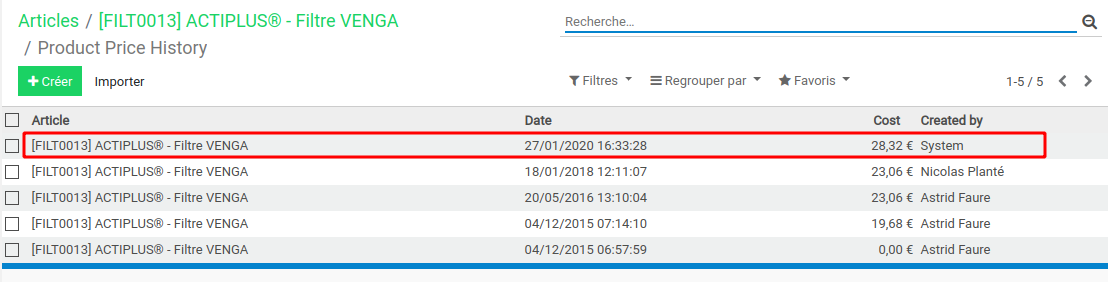 Articles / [FILT0013] ACTIPLUS® - Filtre VENGA
/ Product Price History
Recherche...
Créer Importer Filtres Regrouper par Favoris 1-5 / 5
Article Date Cost Created by
[FILT0013] ACTIPLUS® - Filtre VENGA 27/01/2020 16:33:28 28,32 € System
[FILT0013] ACTIPLUS® - Filtre VENGA 18/01/2018 12:11:07 23,06 € Nicolas Planté
[FILT0013] ACTIPLUS® - Filtre VENGA 20/05/2016 13:10:04 23,06 € Astrid Faure
[FILT0013] ACTIPLUS® - Filtre VENGA 04/12/2015 07:14:10 19,68 € Astrid Faure
[FILT0013] ACTIPLUS® - Filtre VENGA 04/12/2015 06:57:59 0,00 € Astrid Faure